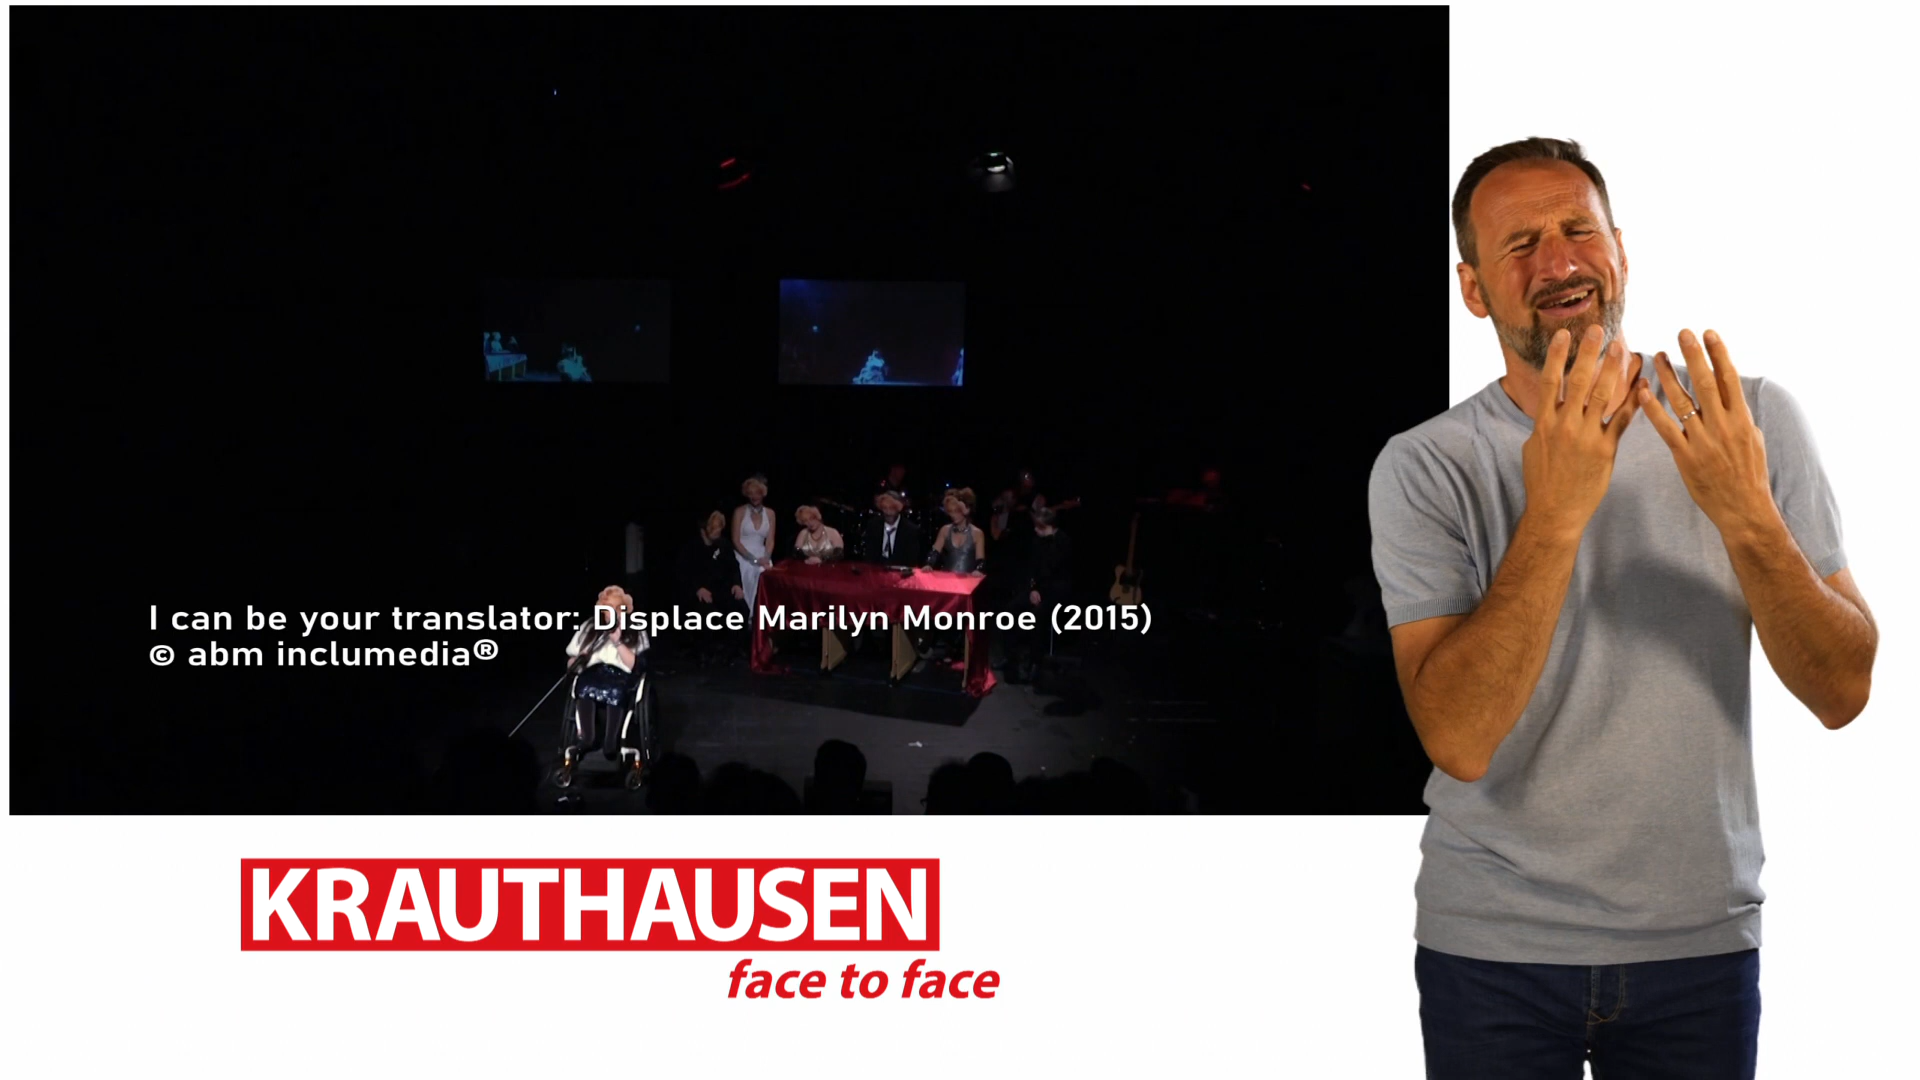 I can be your translator: Displace Marilyn Monroe (2015)
© abm inclumedia®
KRAUTHAUSEN
face to face